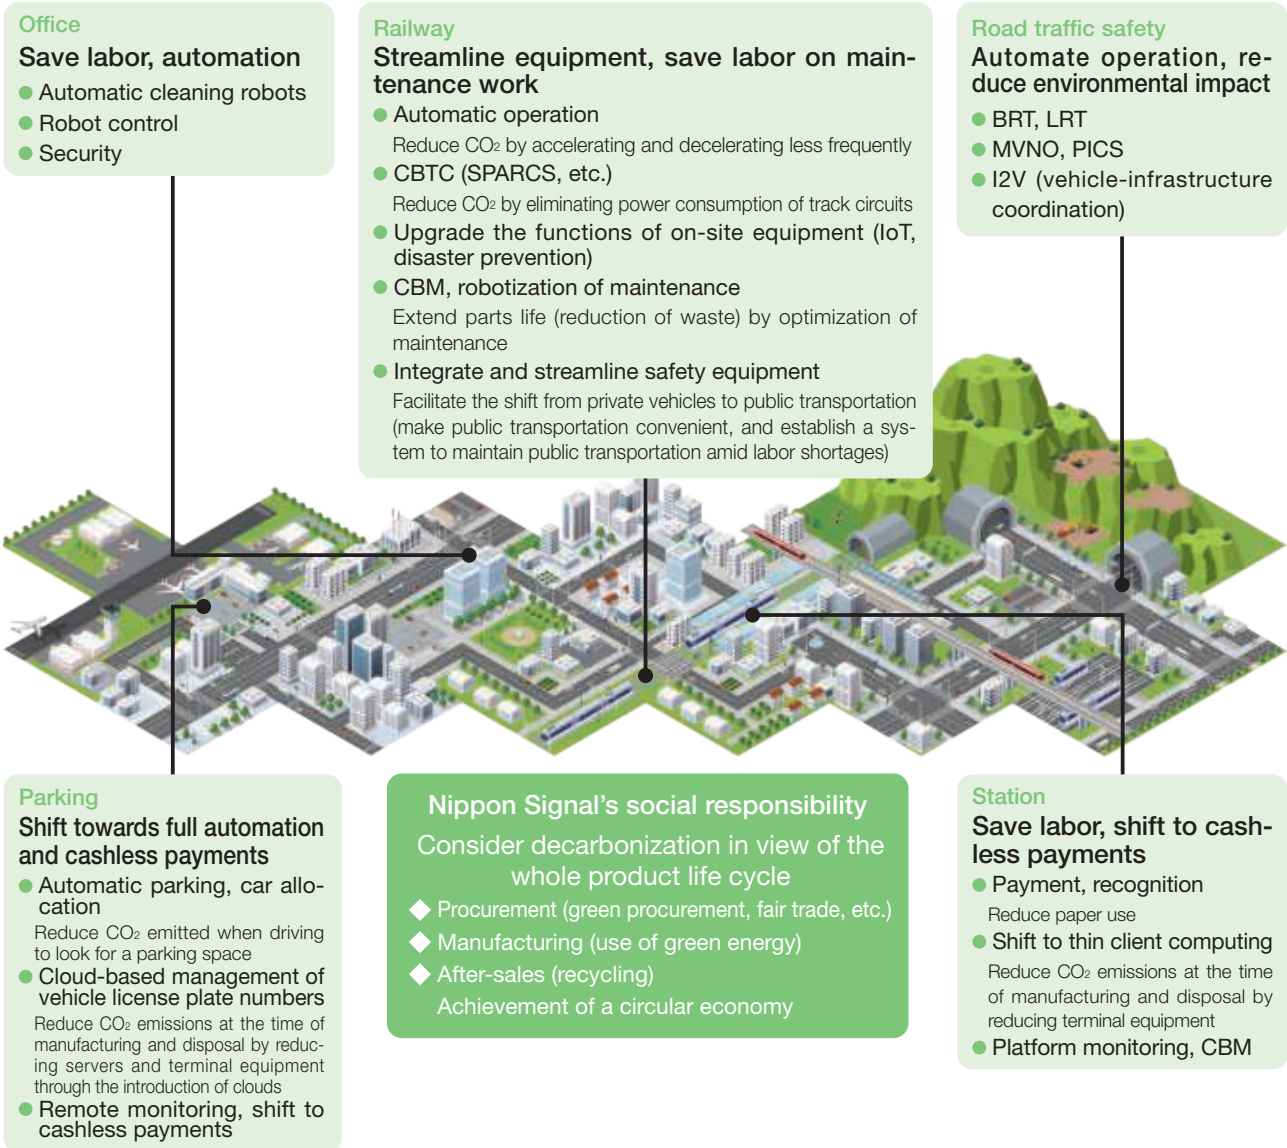 Office
Save labor, automation
● Automatic cleaning robots
● Robot control
● Security
Railway
Streamline equipment, save labor on main-
tenance work
● Automatic operation
Reduce CO₂ by accelerating and decelerating less frequently
● CBTC (SPARCS, etc.)
Reduce CO₂ by eliminating power consumption of track circuits
● Upgrade the functions of on-site equipment (IoT,
disaster prevention)
● CBM, robotization of maintenance
Extend parts life (reduction of waste) by optimization of
maintenance
● Integrate and streamline safety equipment
Facilitate the shift from private vehicles to public transportation
(make public transportation convenient, and establish a sys-
tem to maintain public transportation amid labor shortages)
Road traffic safety
Automate operation, re-
duce environmental impact
● BRT, LRT
● MVNO, PICS
● I2V (vehicle-infrastructure
coordination)
Parking
Shift towards full automation
and cashless payments
● Automatic parking, car allo-
cation
Reduce CO₂ emitted when driving
to look for a parking space
● Cloud-based management of
vehicle license plate numbers
Reduce CO₂ emissions at the time of
manufacturing and disposal by reduc-
ing servers and terminal equipment
through the introduction of clouds
● Remote monitoring, shift to
cashless payments
Nippon Signal's social responsibility
Consider decarbonization in view of the
whole product life cycle
◆ Procurement (green procurement, fair trade, etc.)
◆ Manufacturing (use of green energy)
◆ After-sales (recycling)
Achievement of a circular economy
Station
Save labor, shift to cash-
less payments
● Payment, recognition
Reduce paper use
● Shift to thin client computing
Reduce CO₂ emissions at the time
of manufacturing and disposal by
reducing terminal equipment
● Platform monitoring, CBM